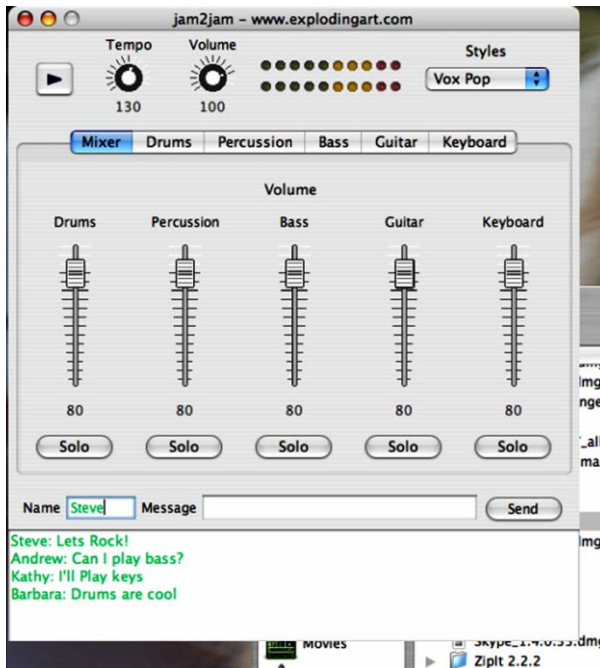 jam2jam - www.explodingart.com
Tempo Volume Styles
Vox Pop
130 100
Mixer Drums Percussion Bass Guitar Keyboard
Volume
Drums Percussion Bass Guitar Keyboard
80 80 80 80 80
Solo Solo Solo Solo Solo
Name Steve Message Send
Steve: Lets Rock!
Andrew: Can I play bass?
Kathy: I'll Play keys
Barbara: Drums are cool
Movies
ZipIt 2.2.2